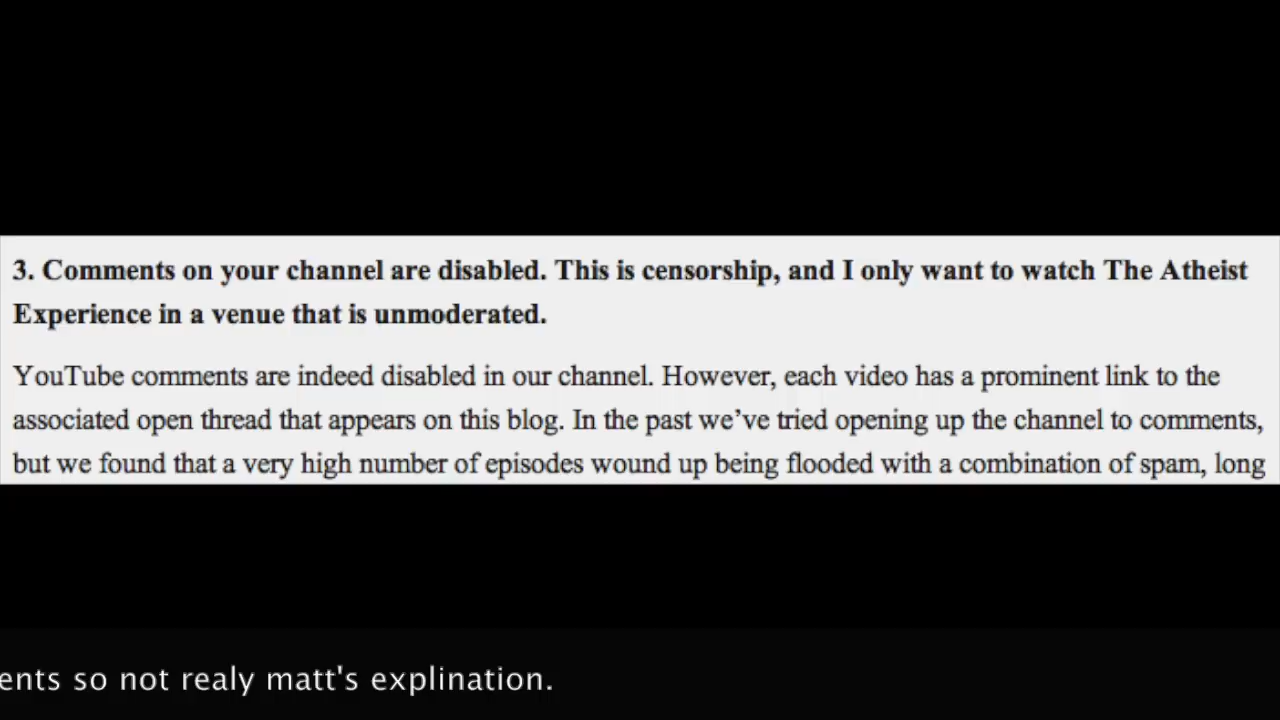 3. Comments on your channel are disabled. This is censorship, and I only want to watch The Atheist
Experience in a venue that is unmoderated.
YouTube comments are indeed disabled in our channel. However, each video has a prominent link to the
associated open thread that appears on this blog. In the past we’ve tried opening up the channel to comments,
but we found that a very high number of episodes wound up being flooded with a combination of spam, long
ents so not realy matt's explination.